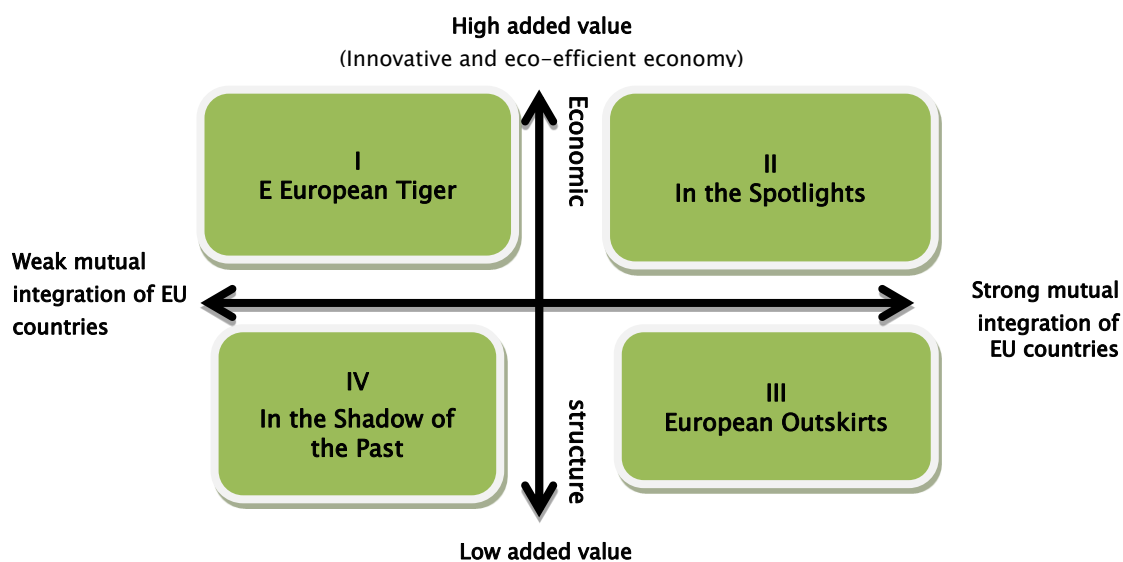 High added value
(Innovative and eco-efficient economy)
Economic
I
E European Tiger
II
In the Spotlights
Weak mutual
integration of EU
countries
Strong mutual
integration of
EU countries
IV
In the Shadow of
the Past
structure
III
European Outskirts
Low added value